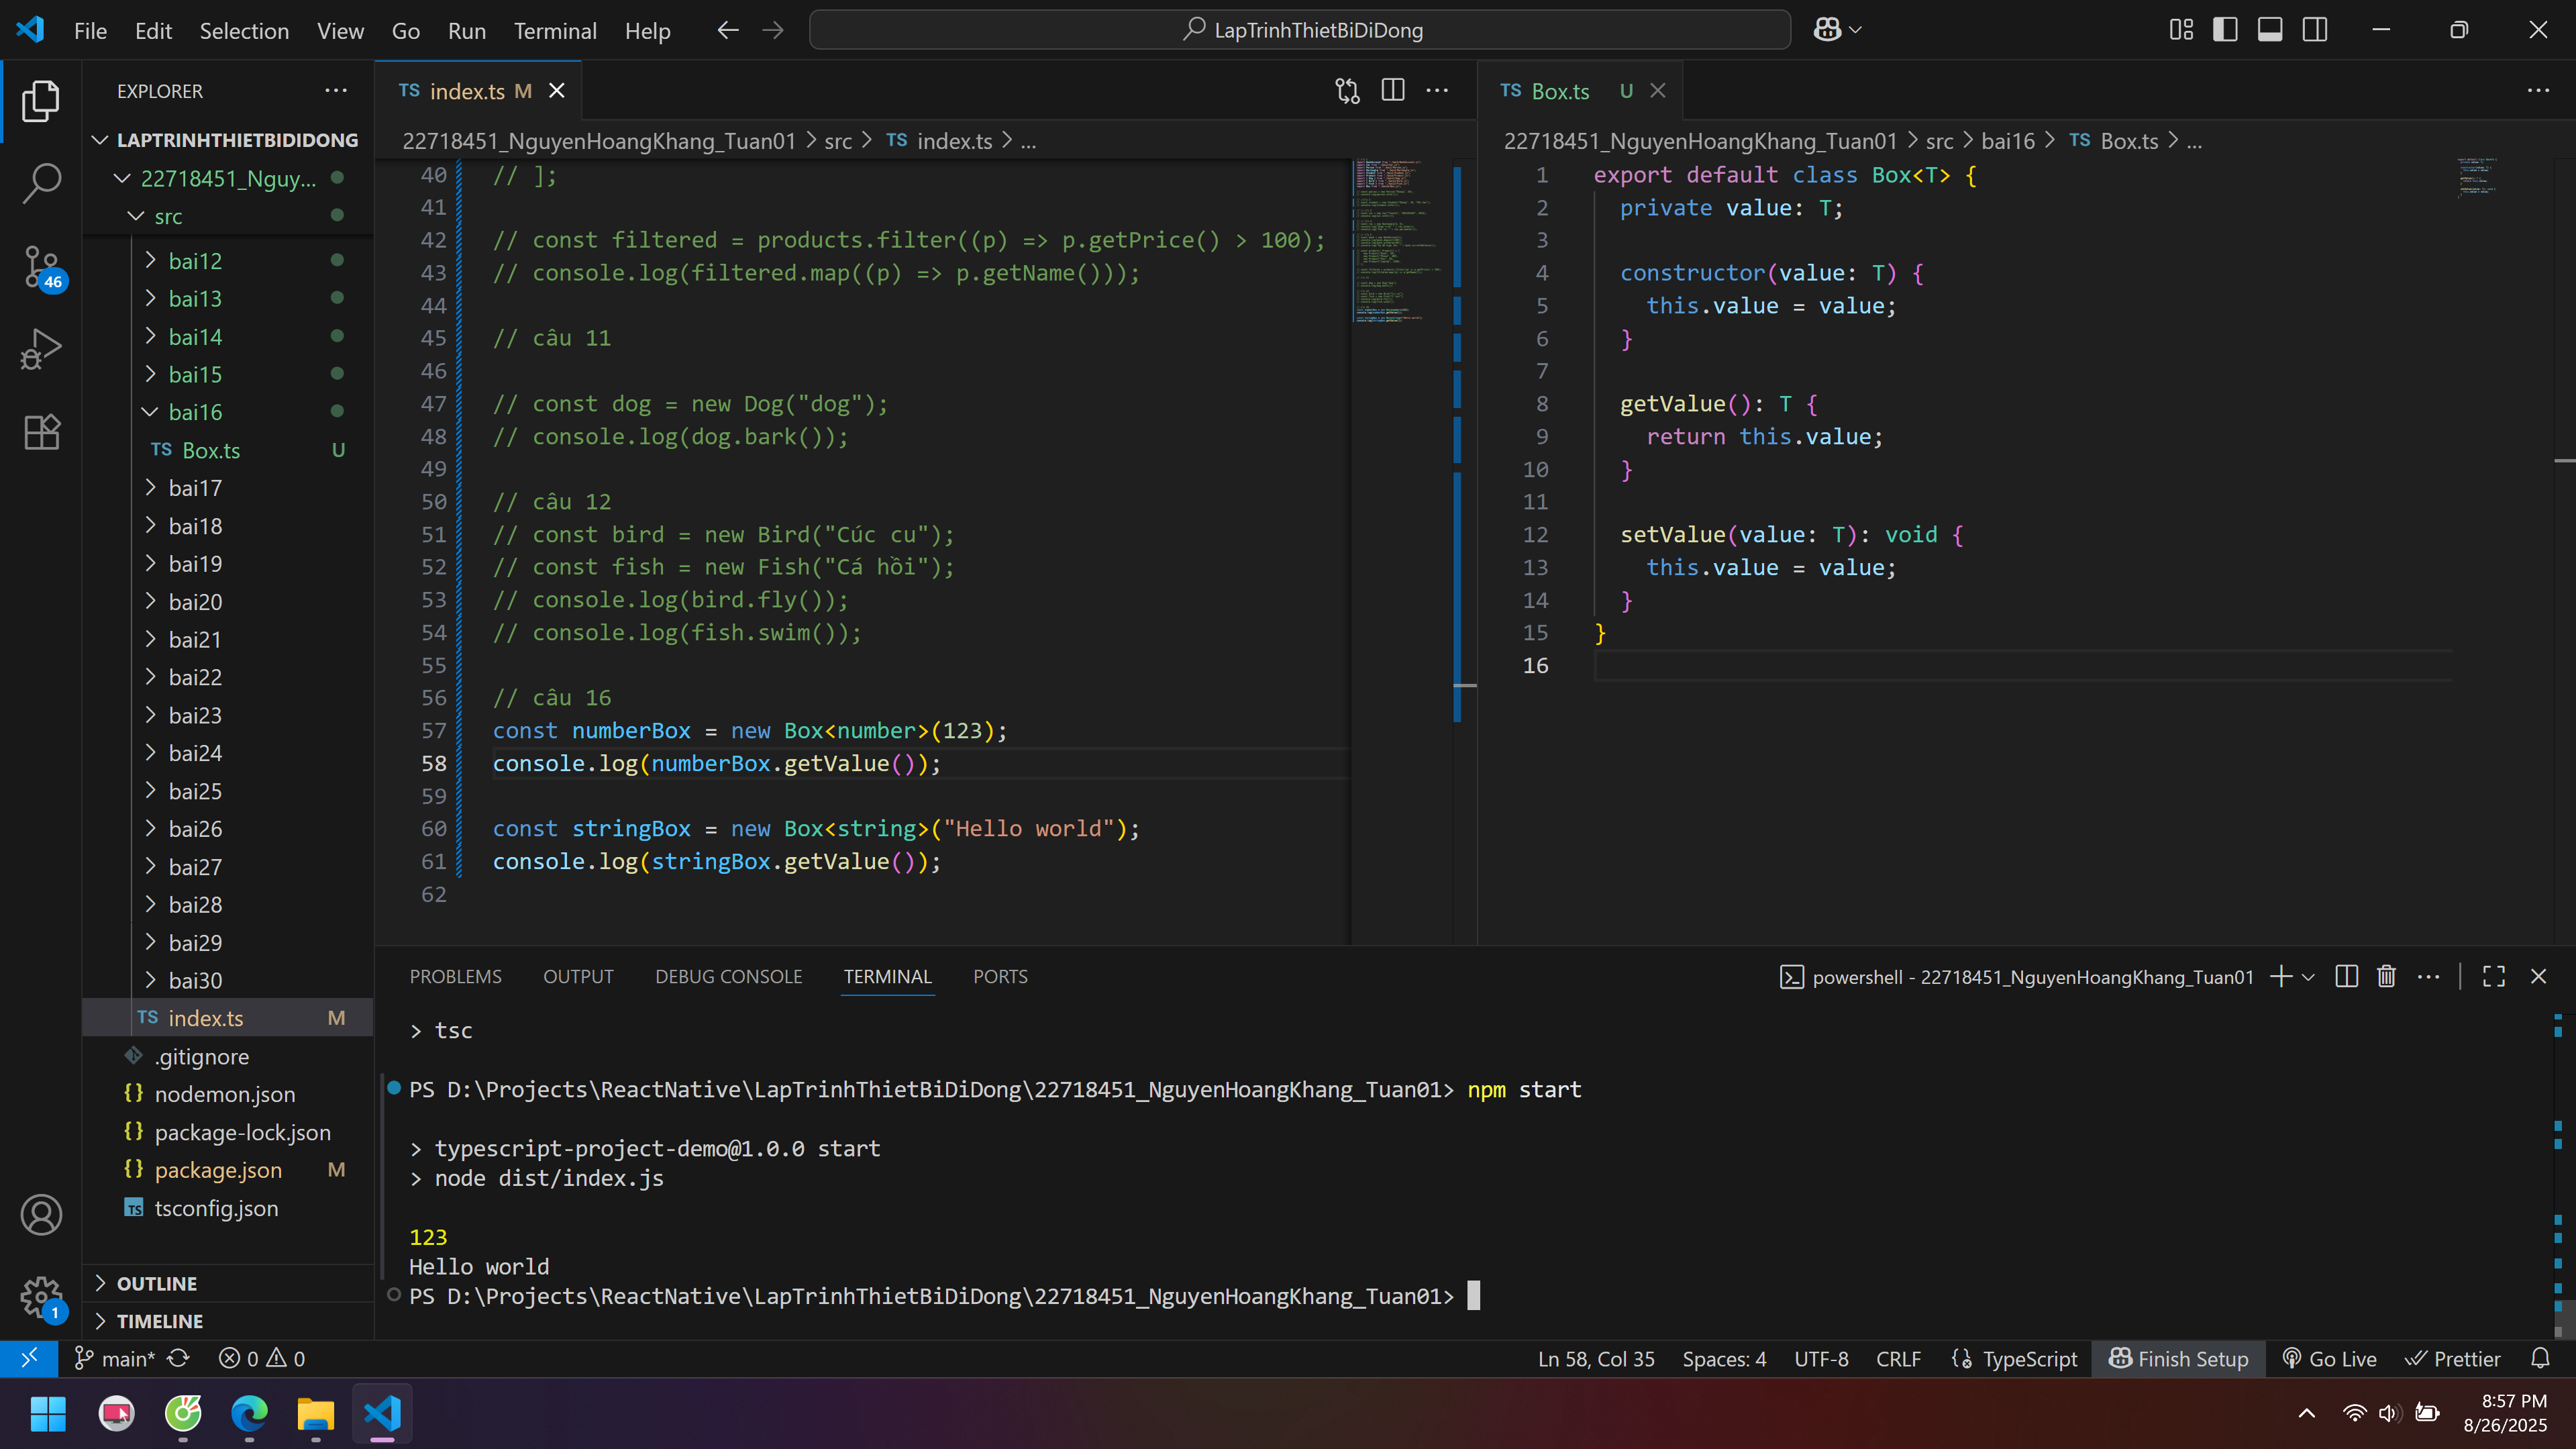 File Edit Selection View Go Run Terminal Help
LapTrinhThietBiDiDong
EXPLORER
LAPTRINHTHIETBIDIDONG
22718451_Nguy...
src
bai12
bai13
bai14
bai15
bai16
TS Box.ts U
bai17
bai18
bai19
bai20
bai21
bai22
bai23
bai24
bai25
bai26
bai27
bai28
bai29
bai30
TS index.ts M
.gitignore
{} nodemon.json
{} package-lock.json
{} package.json M
TS tsconfig.json
OUTLINE
TIMELINE
46
1
TS index.ts M
22718451_NguyenHoangKhang_Tuan01 > src > TS index.ts > ...
40 // ];
41
42 // const filtered = products.filter((p) => p.getPrice() > 100);
43 // console.log(filtered.map((p) => p.getName()));
44
45 // câu 11
46
47 // const dog = new Dog("dog");
48 // console.log(dog.bark());
49
50 // câu 12
51 // const bird = new Bird("Cúc cu");
52 // const fish = new Fish("Cá hồi");
53 // console.log(bird.fly());
54 // console.log(fish.swim());
55
56 // câu 16
57 const numberBox = new Box<number>(123);
58 console.log(numberBox.getValue());
59
60 const stringBox = new Box<string>("Hello world");
61 console.log(stringBox.getValue());
62
TS Box.ts U
22718451_NguyenHoangKhang_Tuan01 > src > bai16 > TS Box.ts > ...
1 export default class Box<T> {
2 private value: T;
3
4 constructor(value: T) {
5 this.value = value;
6 }
7
8 getValue(): T {
9 return this.value;
10 }
11
12 setValue(value: T): void {
13 this.value = value;
14 }
15 }
16
PROBLEMS OUTPUT DEBUG CONSOLE TERMINAL PORTS
powershell - 22718451_NguyenHoangKhang_Tuan01
> tsc
PS D:\Projects\ReactNative\LapTrinhThietBiDiDong\22718451_NguyenHoangKhang_Tuan01> npm start
> typescript-project-demo@1.0.0 start
> node dist/index.js
123
Hello world
PS D:\Projects\ReactNative\LapTrinhThietBiDiDong\22718451_NguyenHoangKhang_Tuan01>
main* 0 0 Ln 58, Col 35 Spaces: 4 UTF-8 CRLF TypeScript Finish Setup Go Live Prettier
8:57 PM
8/26/2025